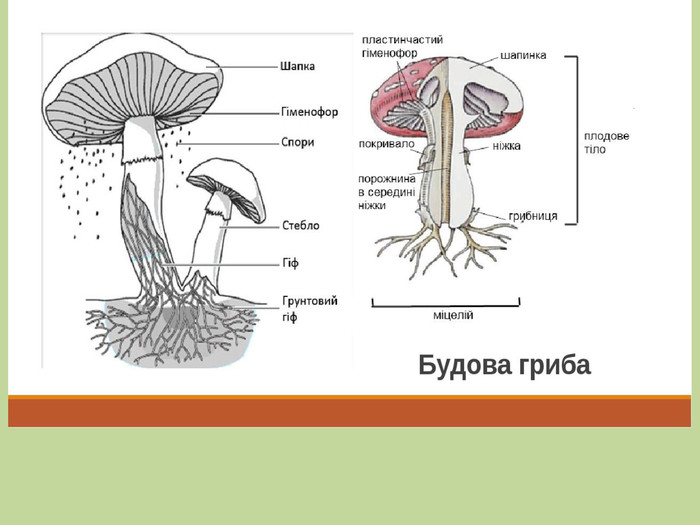 Шапка
Гіменофор
Спори
Стебло
Гіф
Грунтовий
гіф
пластинчастий
гіменофор
шапинка
покривало
ніжка
порожнина
в середині
ніжки
грибниця
плодове
тіло
міцелій
Будова гриба